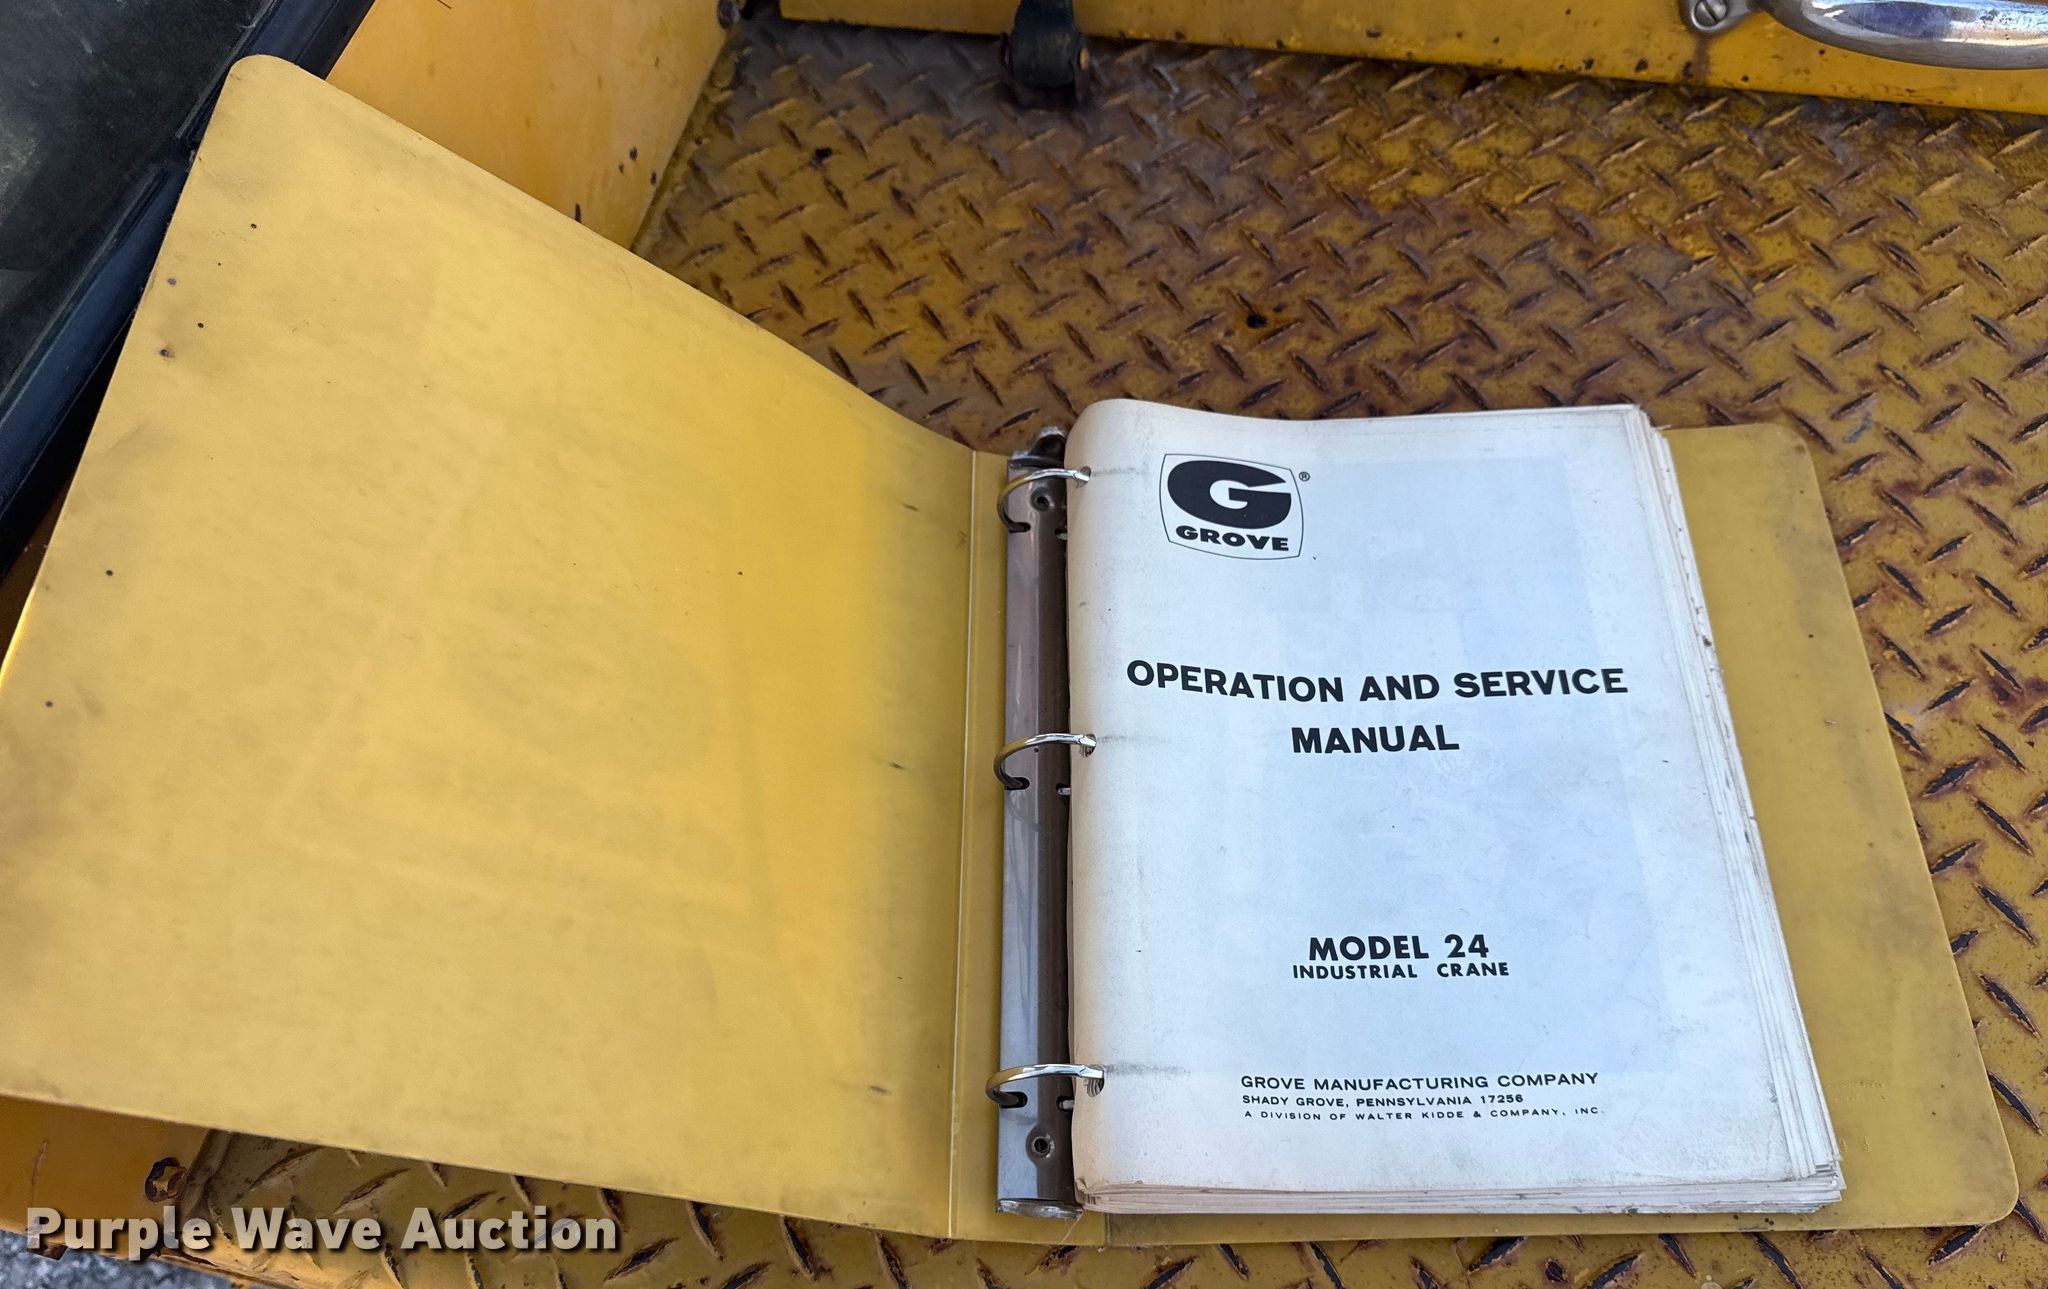 G ®
GROVE
OPERATION AND SERVICE
MANUAL
MODEL 24
INDUSTRIAL CRANE
GROVE MANUFACTURING COMPANY
SHADY GROVE, PENNSYLVANIA 17256
A DIVISION OF WALTER KIDDE & COMPANY, INC.
Purple Wave Auction